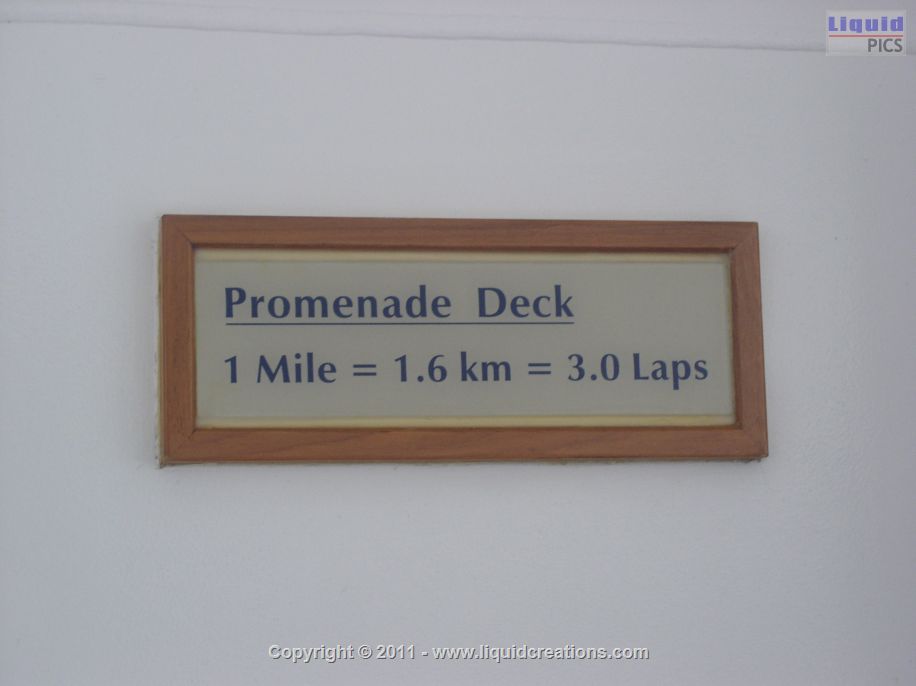 Liquid
PICS
Promenade Deck
1 Mile = 1.6 km = 3.0 Laps
Copyright © 2011 - www.liquidcreations.com